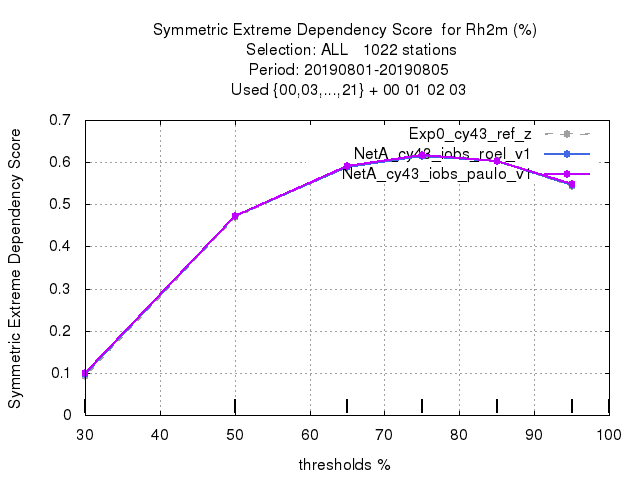 Symmetric Extreme Dependency Score  for Rh2m (%)
Selection: ALL   1022 stations
Period: 20190801-20190805
Used {00,03,...,21} + 00 01 02 03
Symmetric Extreme Dependency Score
0.7
0.6
0.5
0.4
0.3
0.2
0.1
0
Exp0_cy43_ref_z
NetA_cy43_iobs_roel_v1
NetA_cy43_iobs_paulo_v1
30 40 50 60 70 80 90 100
thresholds %